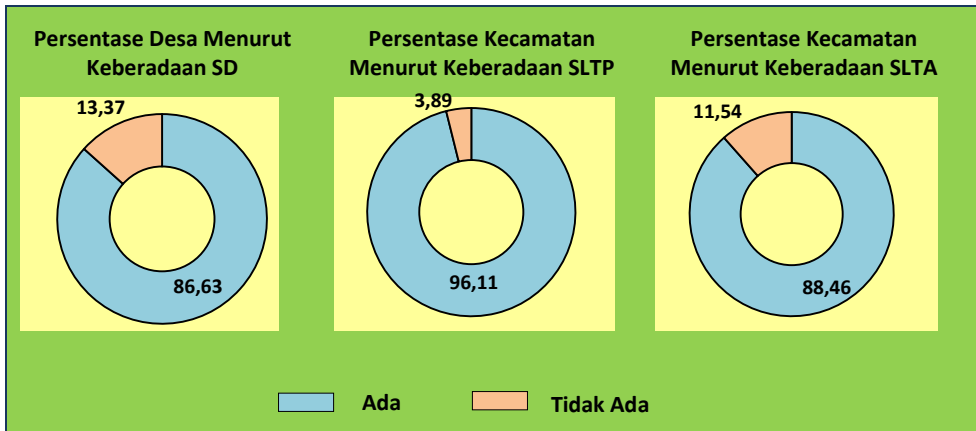 Persentase Desa Menurut
Keberadaan SD
13,37
86,63
Persentase Kecamatan
Menurut Keberadaan SLTP
3,89
96,11
Persentase Kecamatan
Menurut Keberadaan SLTA
11,54
88,46
Ada
Tidak Ada